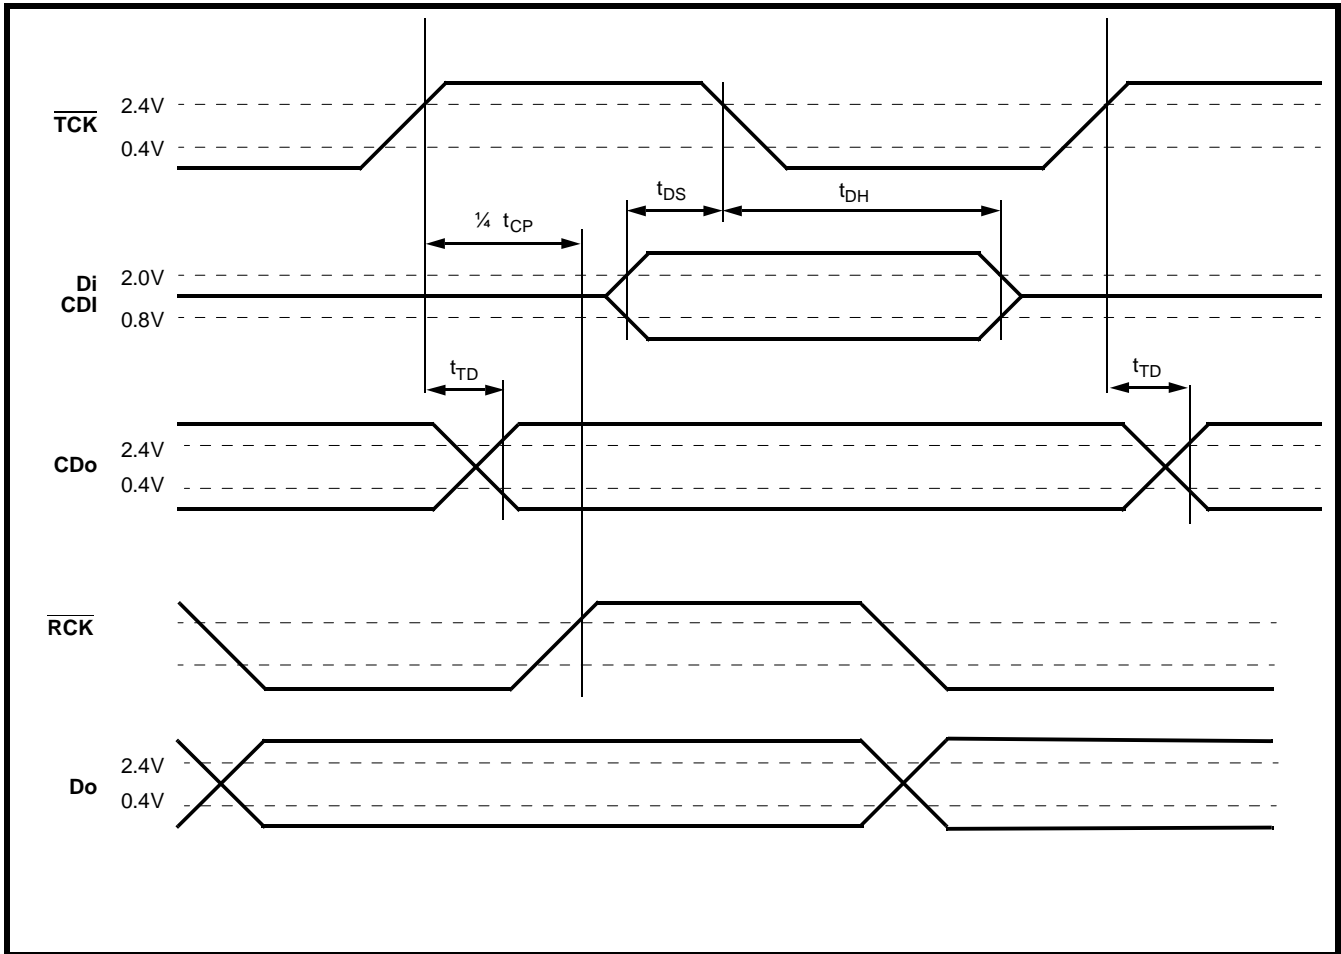 TCK
2.4V
0.4V
tDS
tDH
¼ tCP
Di
CDI
2.0V
0.8V
tTD
tTD
CDo
2.4V
0.4V
RCK
Do
2.4V
0.4V